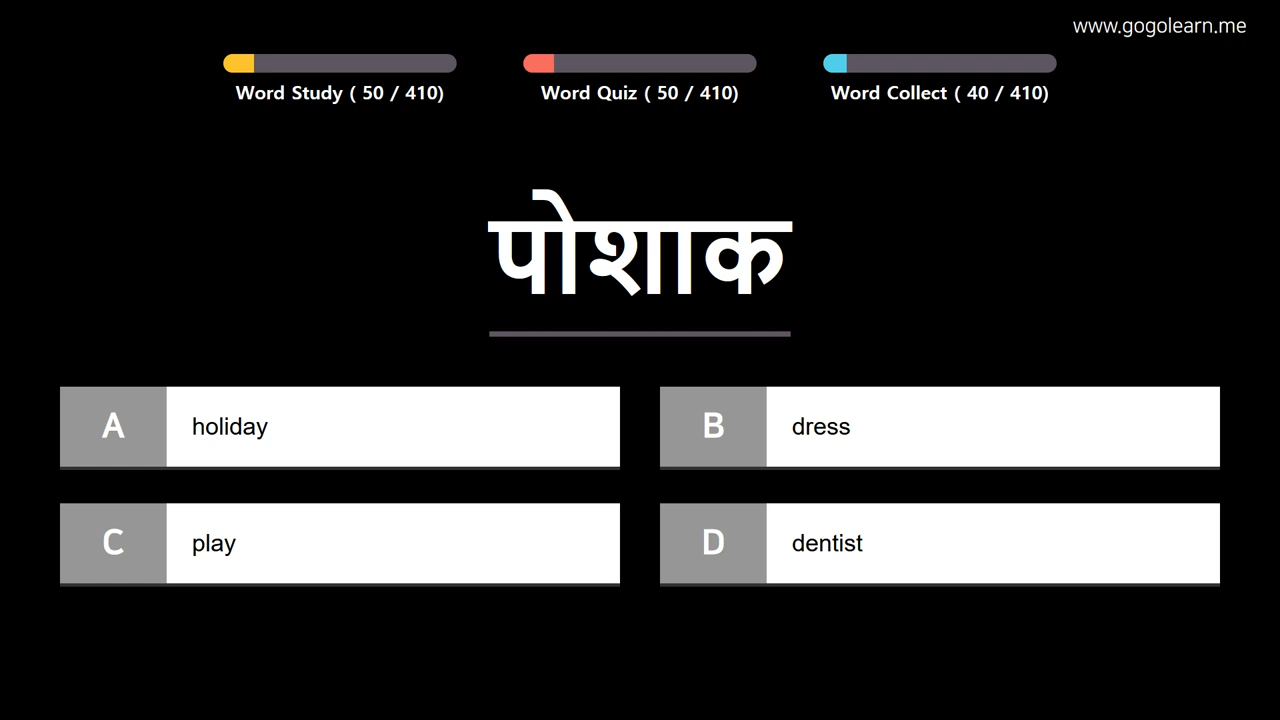 www.gogolearn.me
Word Study ( 50 / 410)
Word Quiz ( 50 / 410)
Word Collect ( 40 / 410)
पोशाक
A holiday
B dress
C play
D dentist